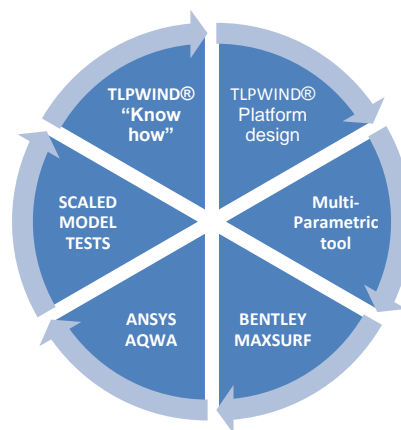 TLPWIND®
“Know
how”
TLPWIND®
Platform
design
Multi-
Parametric
tool
BENTLEY
MAXSURF
ANSYS
AQWA
SCALED
MODEL
TESTS